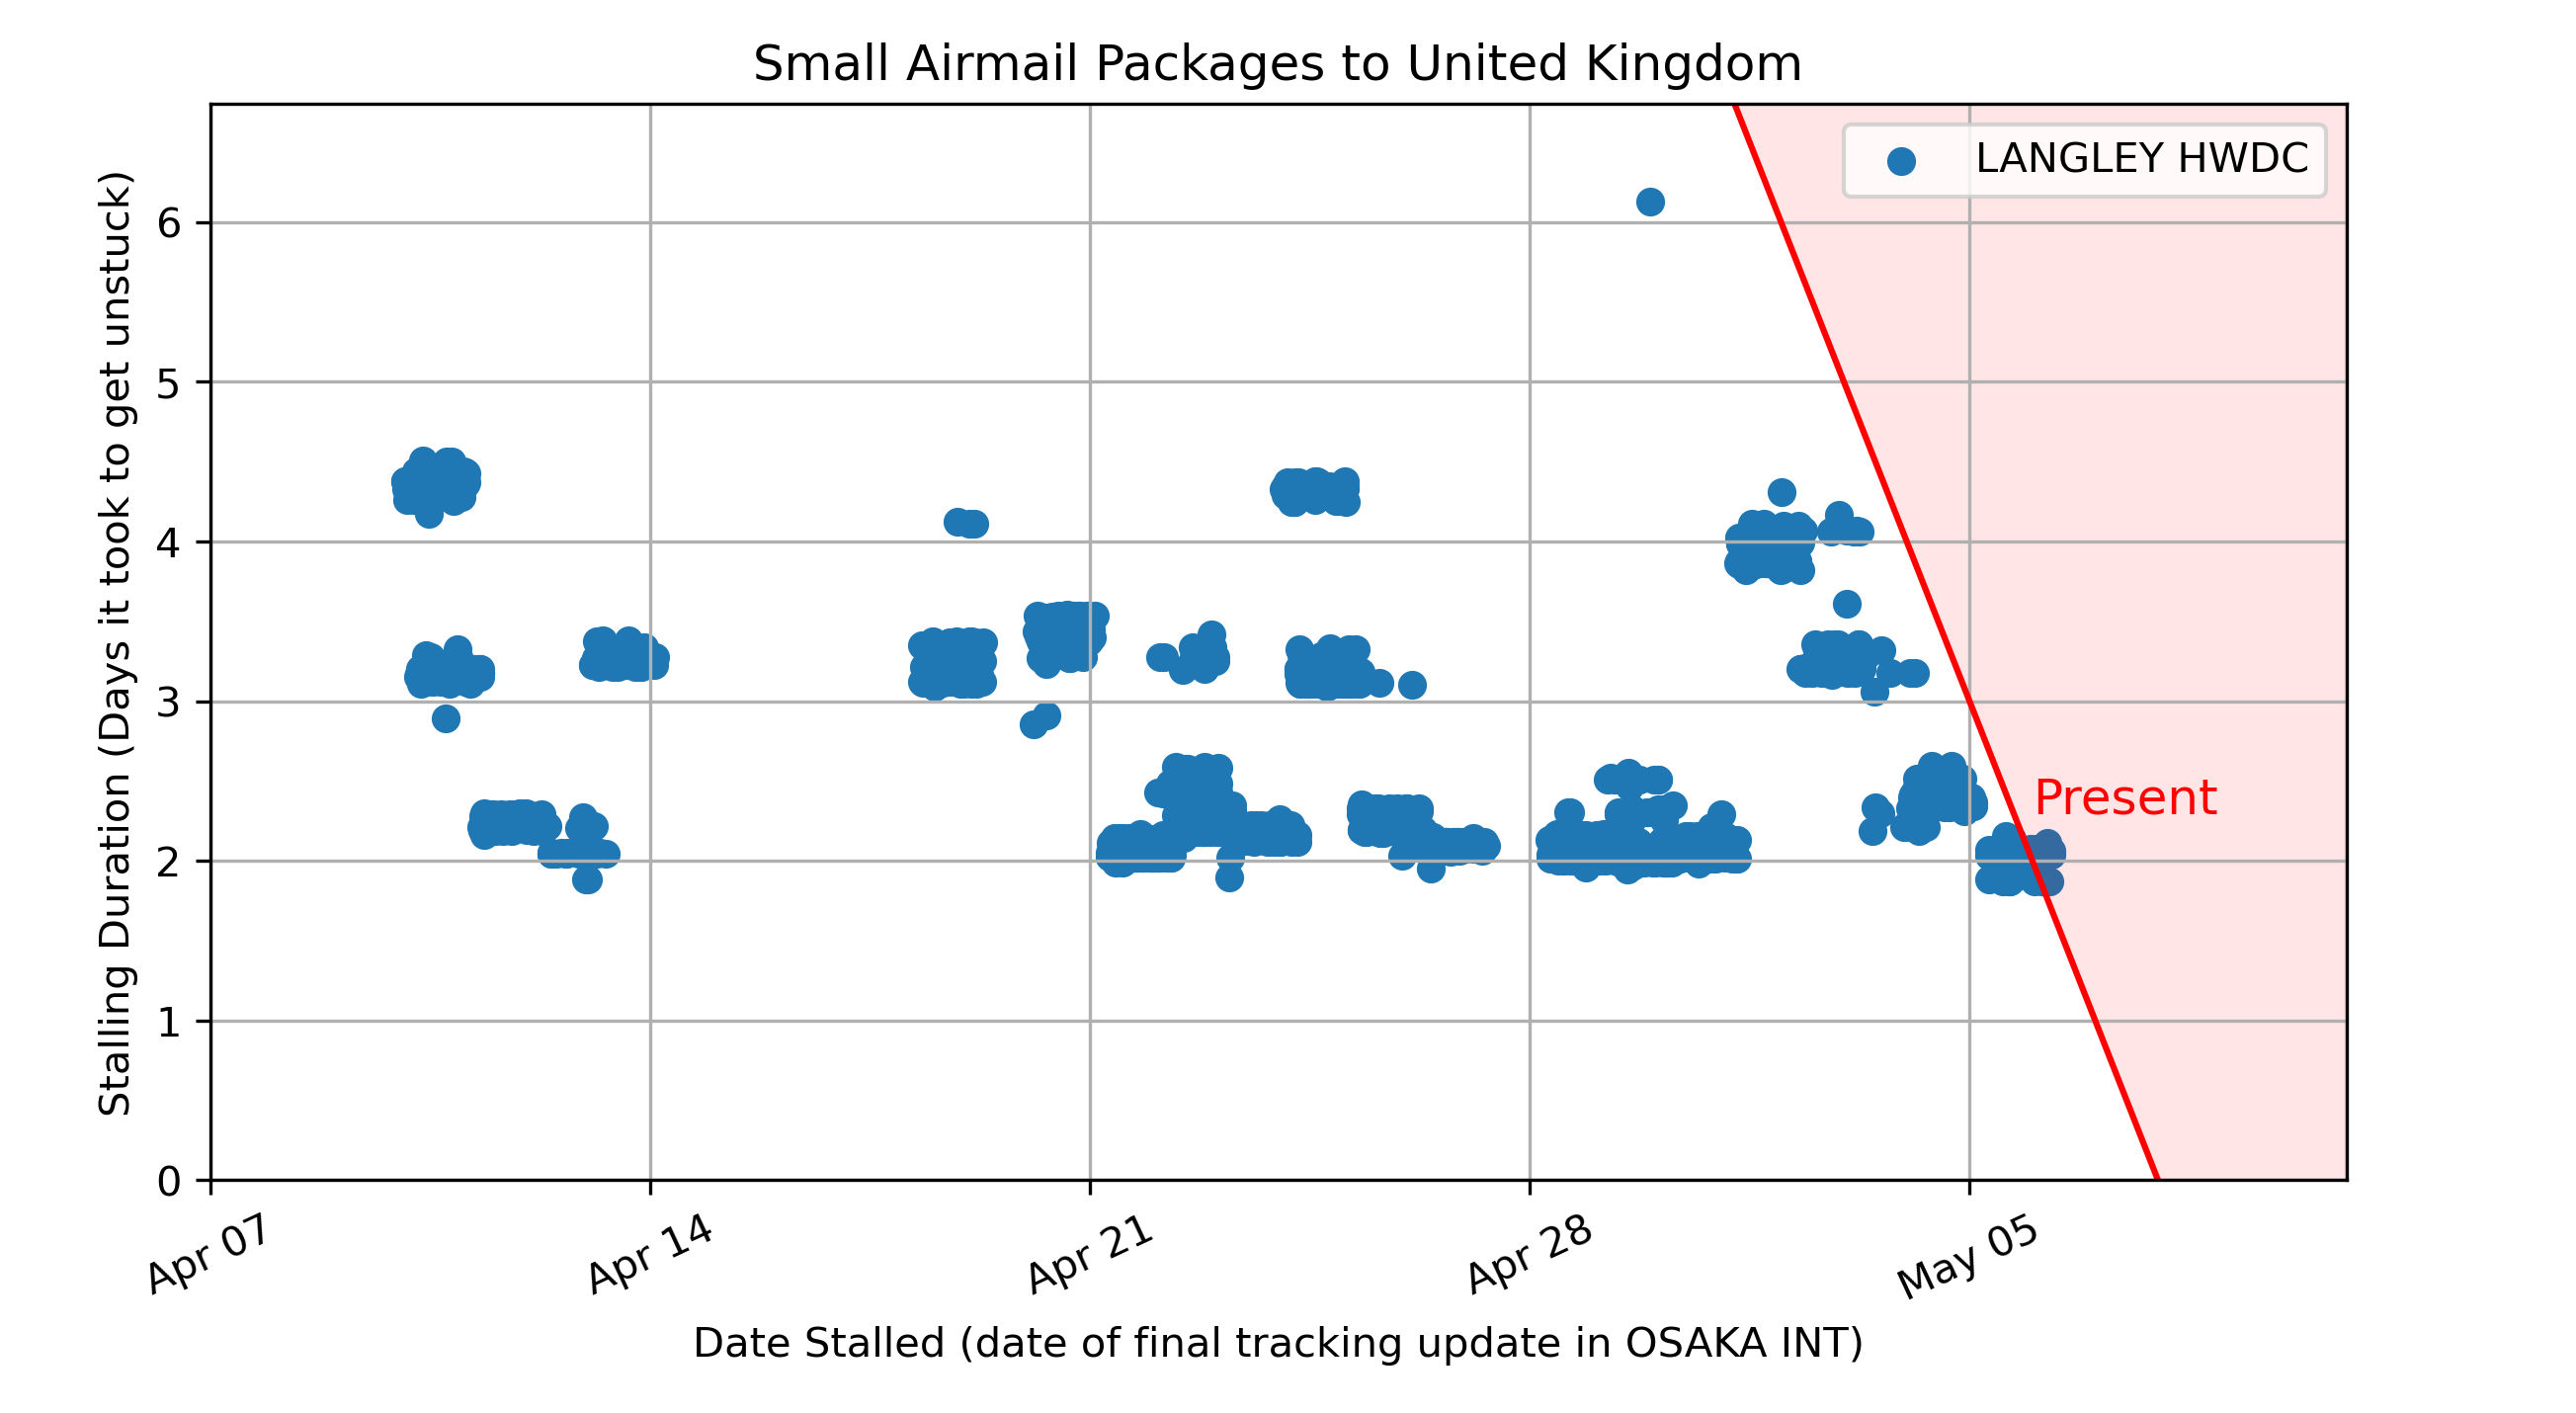 Small Airmail Packages to United Kingdom
LANGLEY HWDC
Stalling Duration (Days it took to get unstuck)
6
5
4
3
2
1
0
Present
Apr 07
Apr 14
Apr 21
Apr 28
May 05
Date Stalled (date of final tracking update in OSAKA INT)